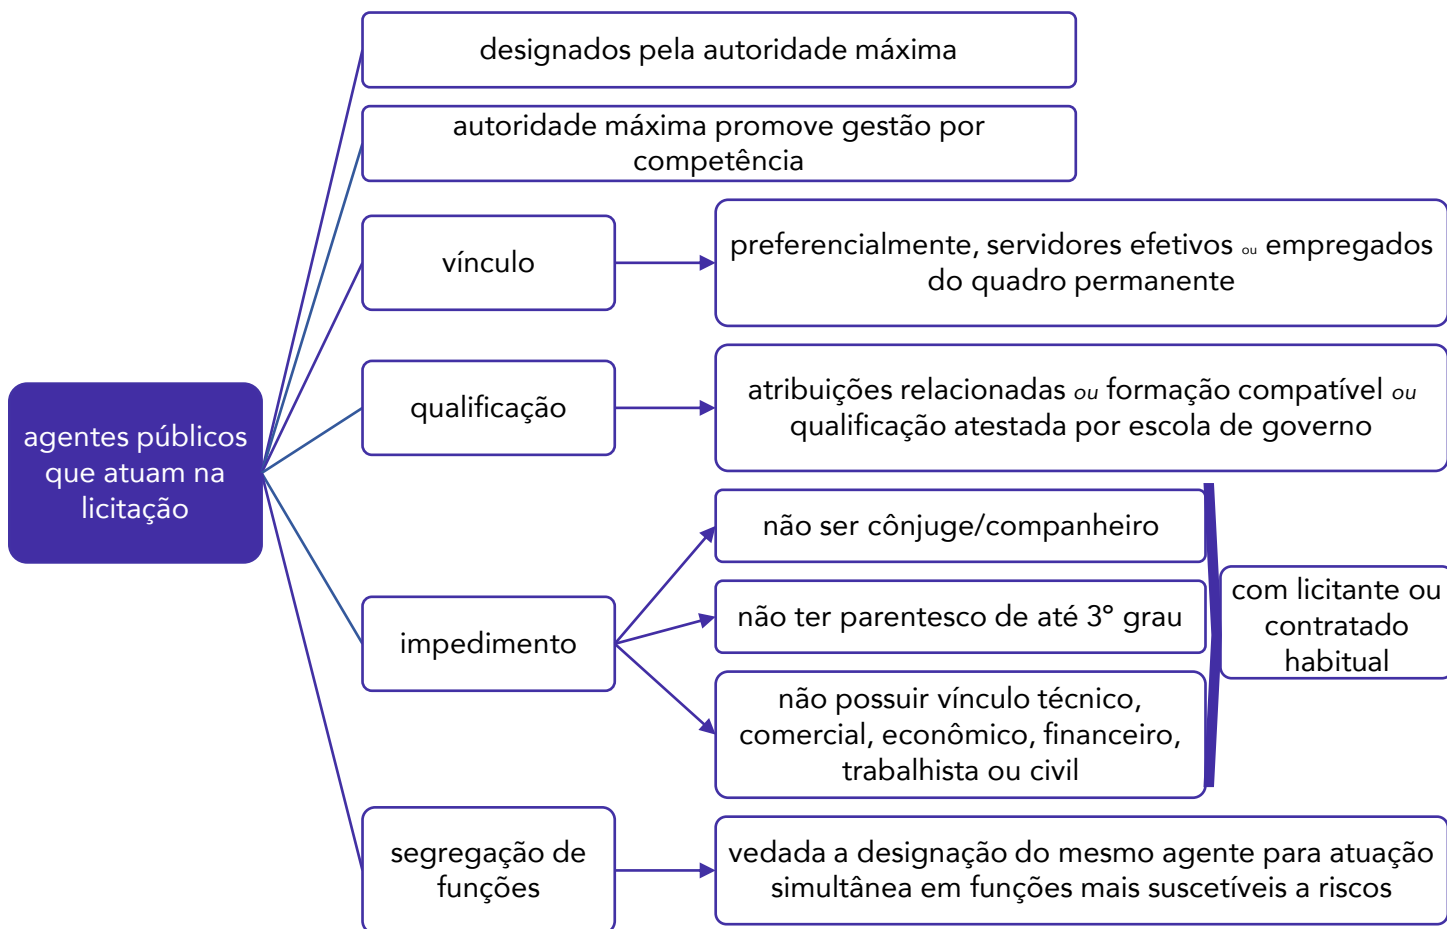 designados pela autoridade máxima
autoridade máxima promove gestão por
competência
vínculo
preferencialmente, servidores efetivos ou empregados
do quadro permanente
agentes públicos
que atuam na
licitação
qualificação
atribuições relacionadas ou formação compatível ou
qualificação atestada por escola de governo
impedimento
não ser cônjuge/companheiro
não ter parentesco de até 3º grau
não possuir vínculo técnico,
comercial, econômico, financeiro,
trabalhista ou civil
com licitante ou
contratado
habitual
segregação de
funções
vedada a designação do mesmo agente para atuação
simultânea em funções mais suscetíveis a riscos